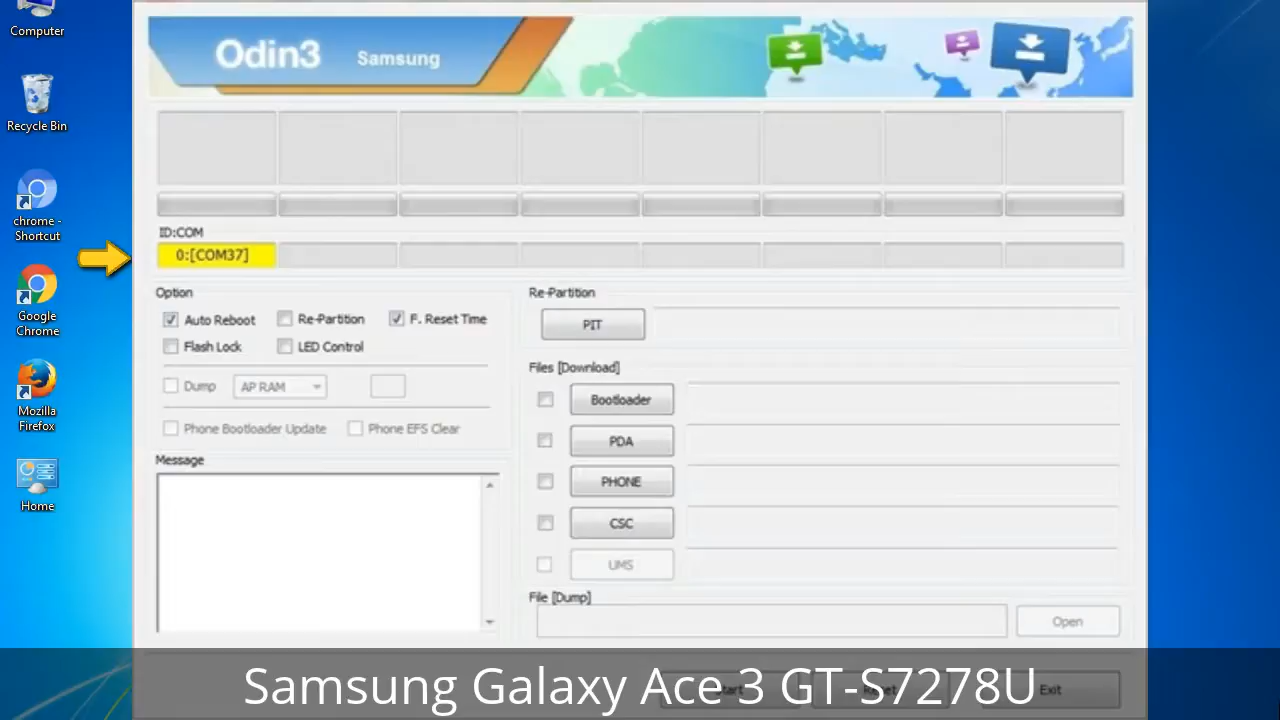 Computer
Recycle Bin
chrome -
Shortcut
Google
Chrome
Mozilla
Firefox
Home
Odin3 Samsung
ID:COM
0:[COM37]
Option
Auto Reboot
Re-Partition
F. Reset Time
Flash Lock
LED Control
Dump
AP RAM
Phone Bootloader Update
Phone EFS Clear
Message
Re-Partition
PIT
Files [Download]
Bootloader
PDA
PHONE
CSC
UMS
File [Dump]
Open
Start
Reset
Exit
Samsung Galaxy Ace 3 GT-S7278U